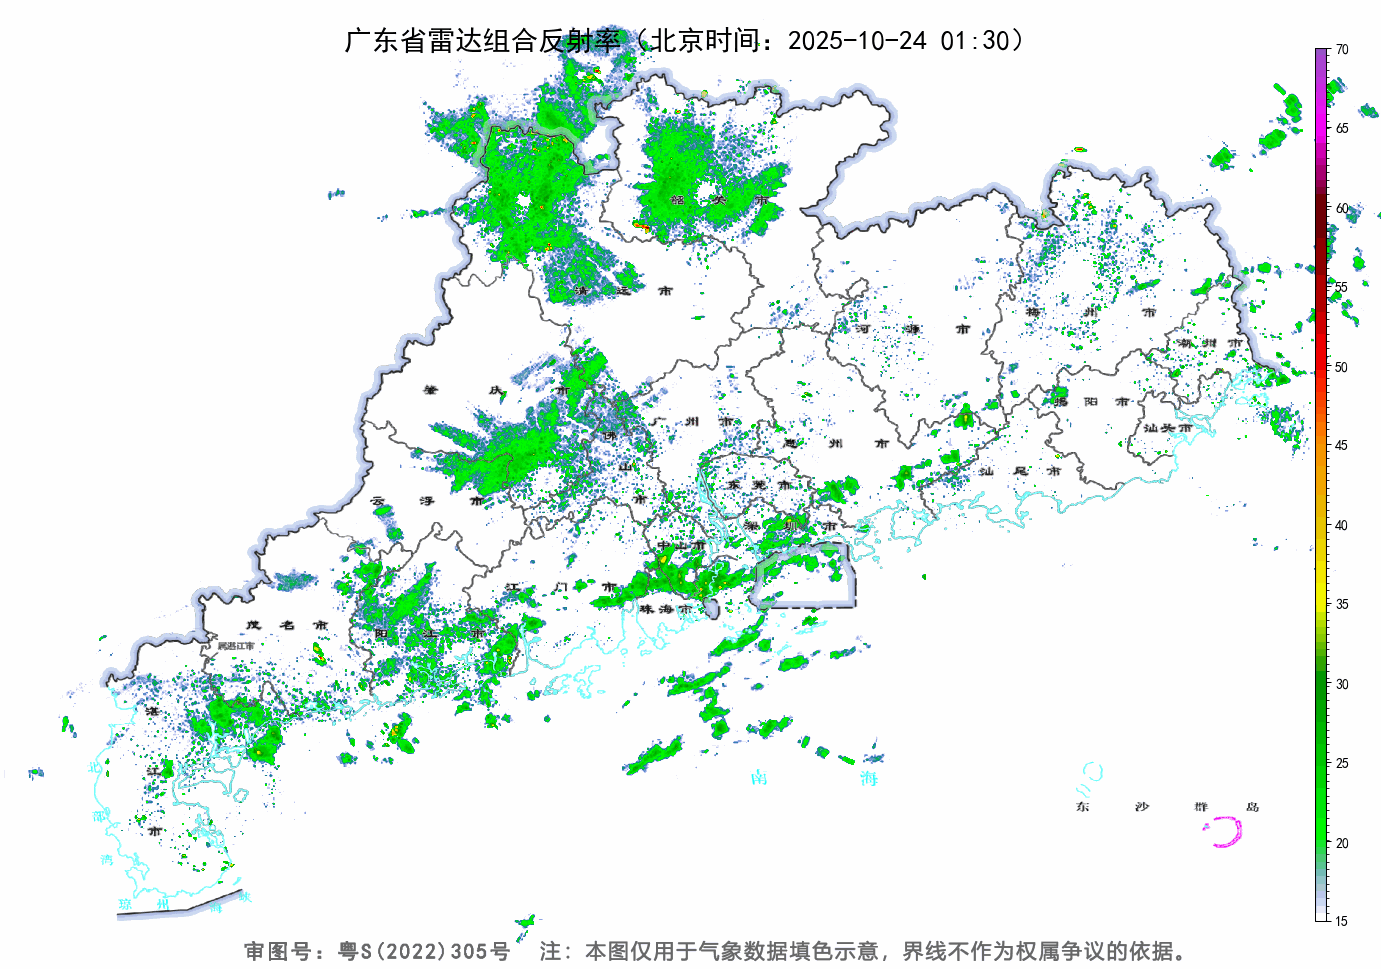 广东省雷达组合反射率（北京时间：2025-10-24 01:30）
70
65
60
55
50
45
40
35
30
25
20
15
韶 关 市
清 远 市
梅 州 市
河 源 市
潮 州 市
肇 庆 市
揭 阳 市
广 州 市
佛 山 市
惠 州 市
汕头市
汕 尾 市
东 莞 市
云 浮 市
深 圳 市
中山市
江 门 市
珠海市
茂 名 市
阳 江 市
属湛江市
湛 江 市
北 部 湾
南 海
东 沙 群 岛
琼 州 海 峡
审图号：粤S(2022)305号 注：本图仅用于气象数据填色示意，界线不作为权属争议的依据。